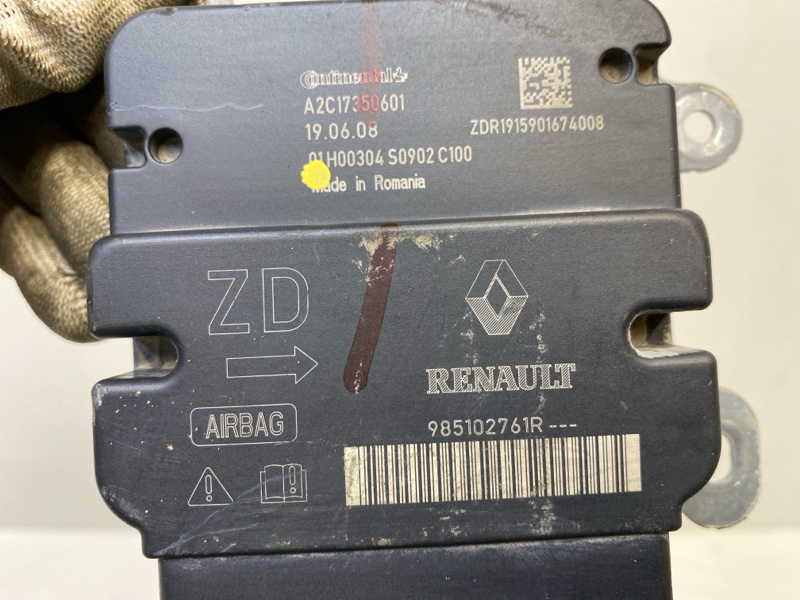 Continental
A2C17350601
19.06.08
ZDR1915901674008
01H00304 S0902 C100
Made in Romania
ZD
RENAULT
AIRBAG
985102761R ---